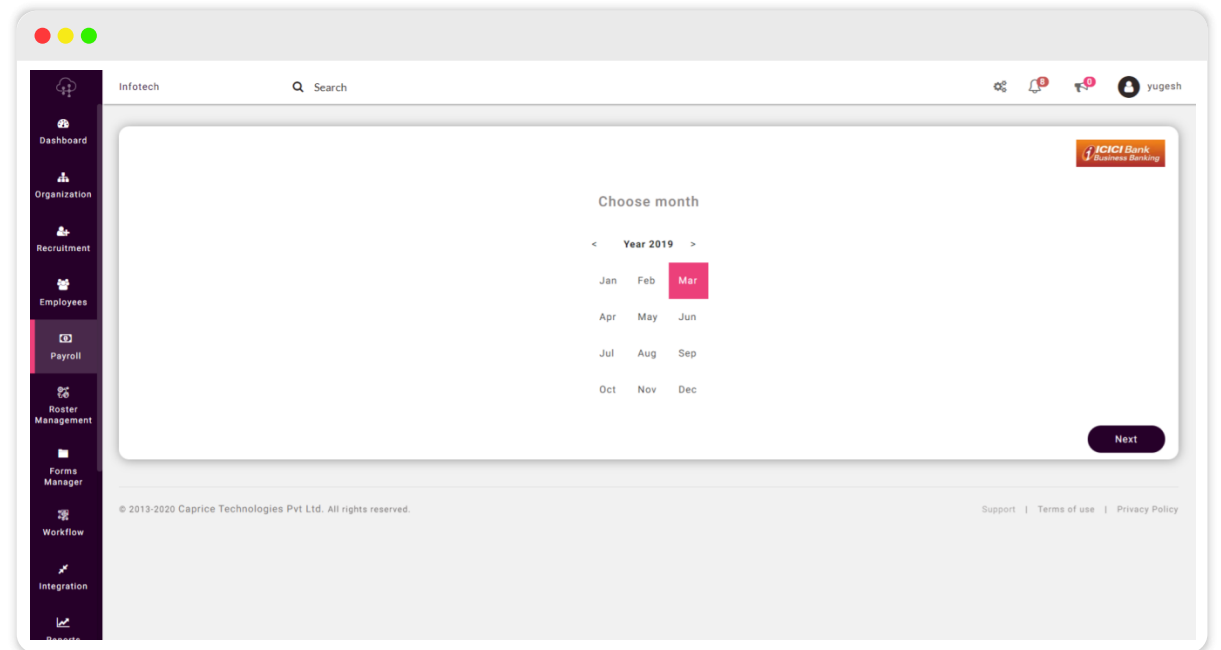 Infotech
Search
8
0
yugesh
Dashboard
Organization
Recruitment
Employees
Payroll
Roster
Management
Forms
Manager
Workflow
Integration
Reports
ICICI Bank
Business Banking
Choose month
< Year 2019 >
Jan Feb Mar
Apr May Jun
Jul Aug Sep
Oct Nov Dec
Next
© 2013-2020 Caprice Technologies Pvt Ltd. All rights reserved.
Support | Terms of use | Privacy Policy